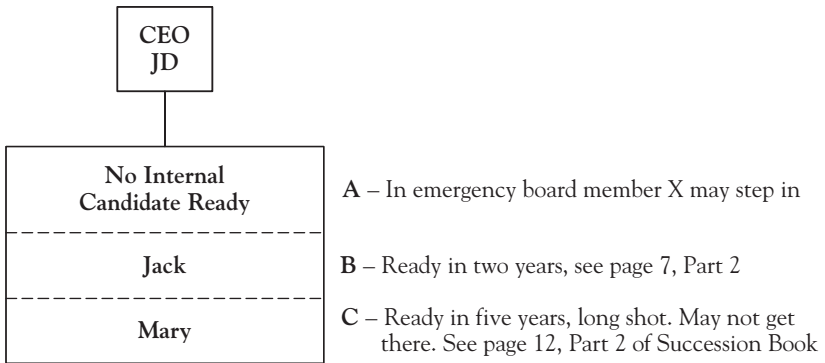 CEO
JD
No Internal
Candidate Ready
A – In emergency board member X may step in
Jack
B – Ready in two years, see page 7, Part 2
Mary
C – Ready in five years, long shot. May not get
there. See page 12, Part 2 of Succession Book